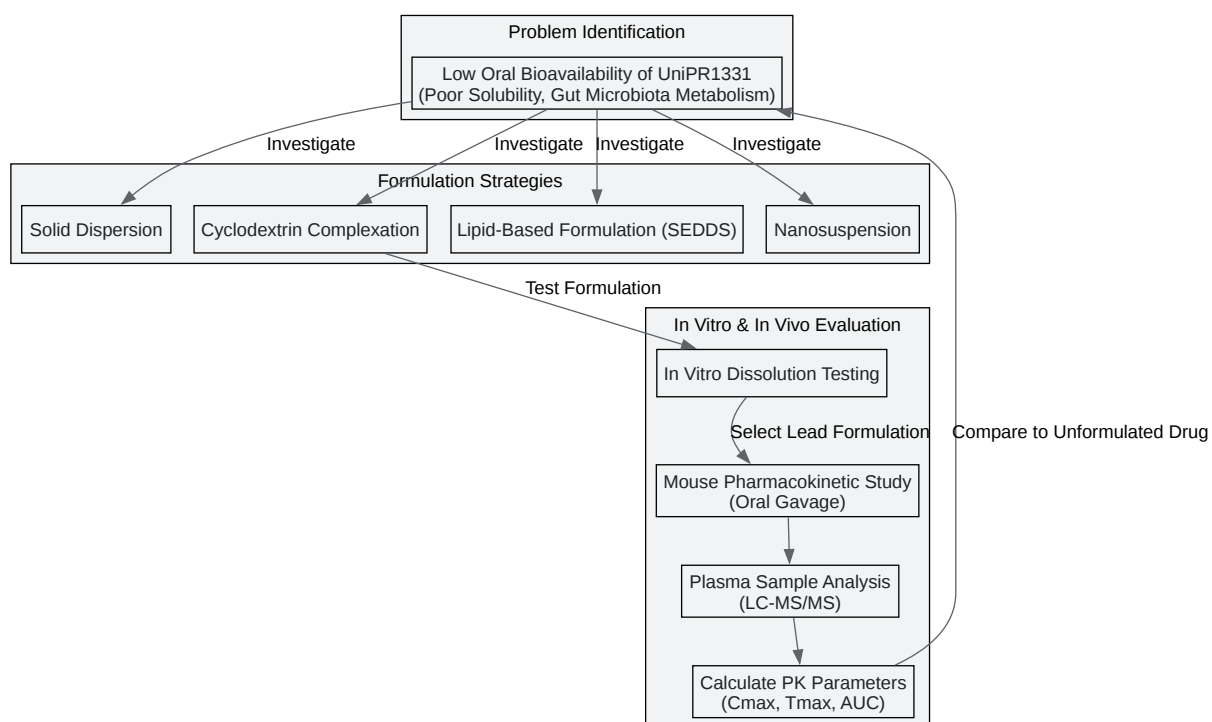 Problem Identification
Low Oral Bioavailability of UniPR1331
(Poor Solubility, Gut Microbiota Metabolism)
Investigate
Investigate
Investigate
Investigate
Formulation Strategies
Solid Dispersion
Cyclodextrin Complexation
Lipid-Based Formulation (SEDDS)
Nanosuspension
Test Formulation
In Vitro & In Vivo Evaluation
In Vitro Dissolution Testing
Select Lead Formulation
Compare to Unformulated Drug
Mouse Pharmacokinetic Study
(Oral Gavage)
Plasma Sample Analysis
(LC-MS/MS)
Calculate PK Parameters
(Cmax, Tmax, AUC)